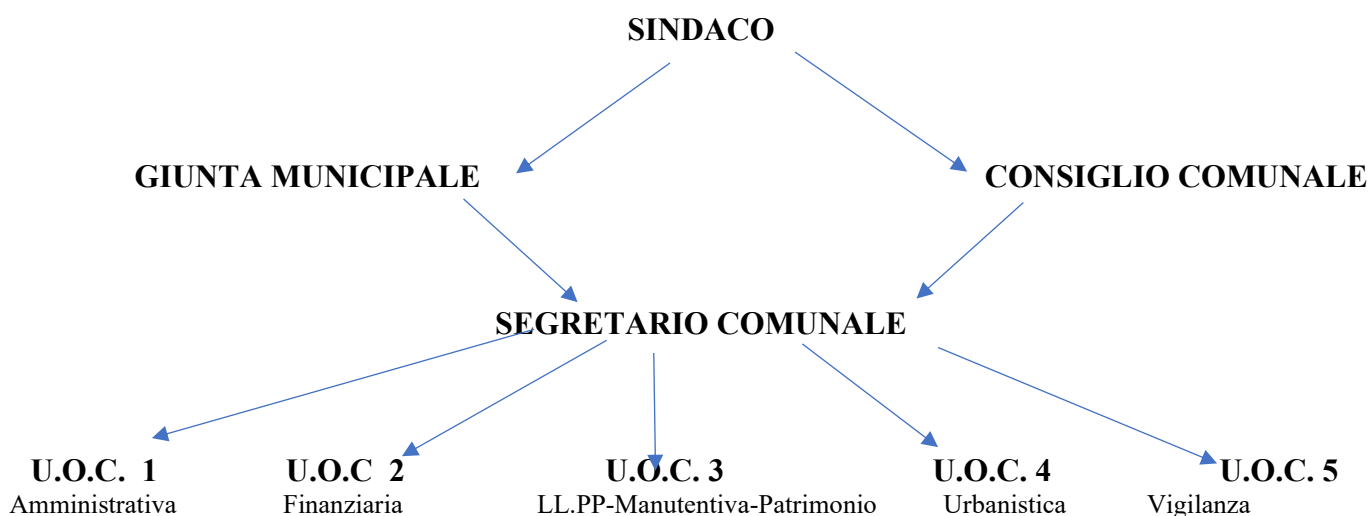 SINDACO
GIUNTA MUNICIPALE CONSIGLIO COMUNALE
SEGRETARIO COMUNALE
U.O.C. 1 U.O.C 2 U.O.C. 3 U.O.C. 4 U.O.C. 5
Amministrativa Finanziaria LL.PP-Manutentiva-Patrimonio Urbanistica Vigilanza